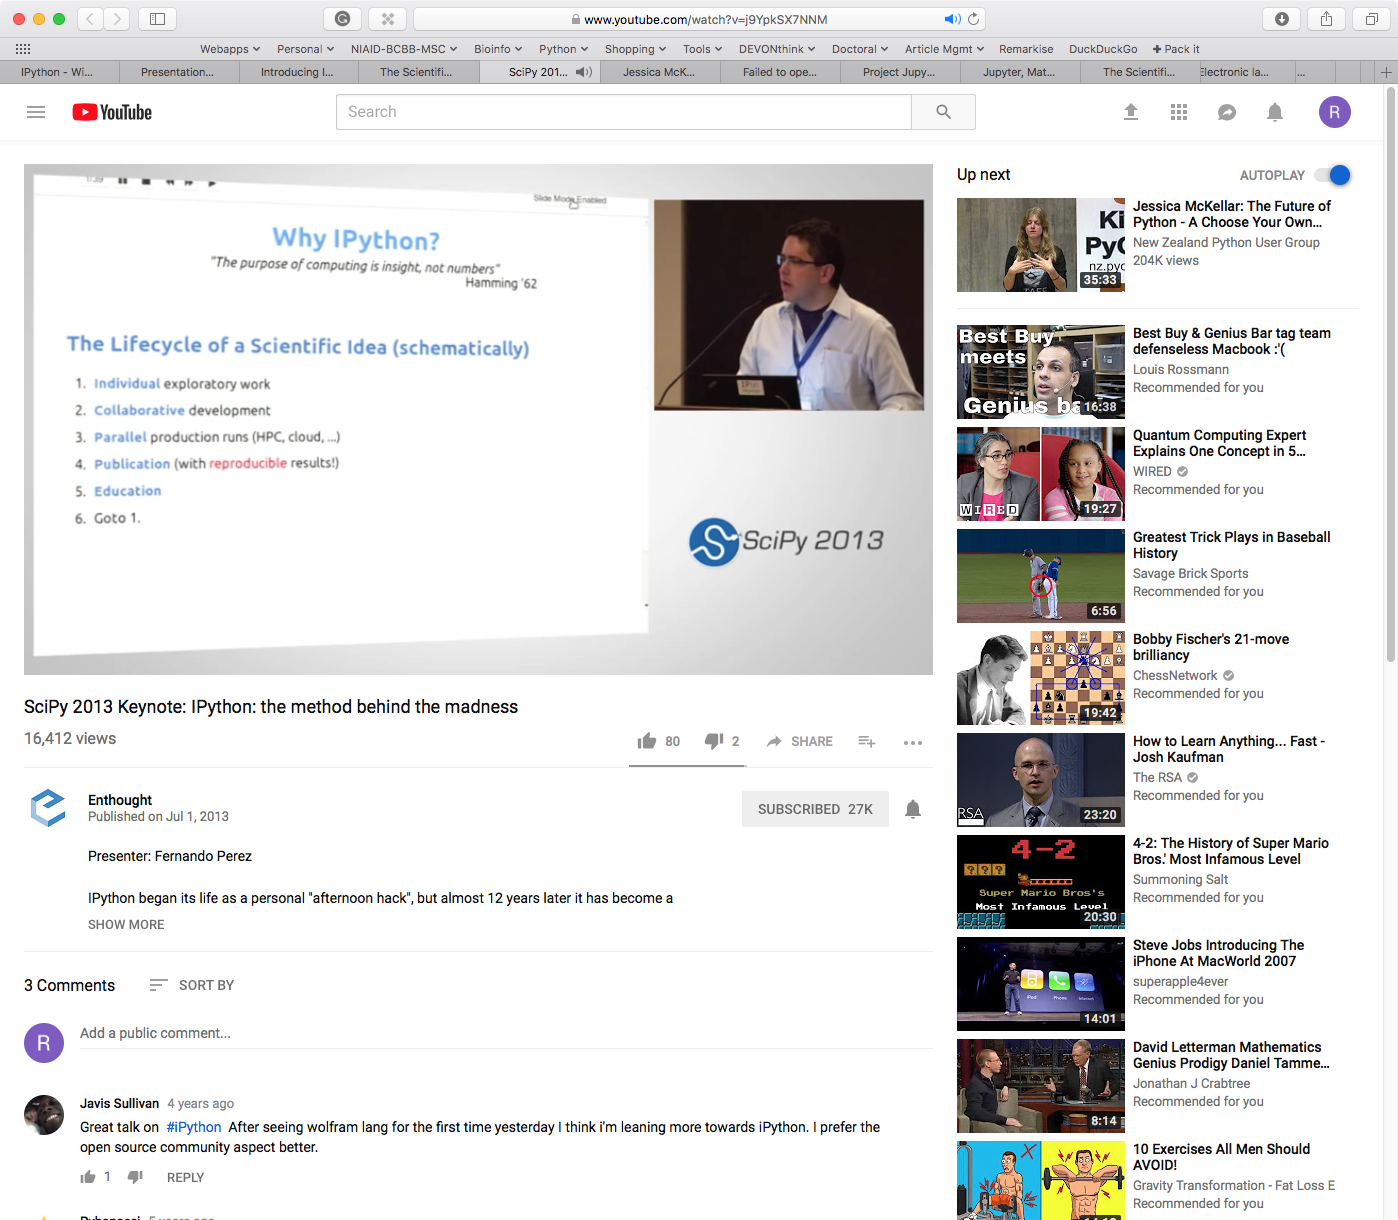 www.youtube.com/watch?v=j9YpkSX7NNM
Webapps Personal NIAID-BCBB-MSC Bioinfo Python Shopping Tools DEVONthink Doctoral Article Mgmt Remarkise DuckDuckGo + Pack it
IPython - Wi... Presentation... Introducing I... The Scientifi... SciPy 201... Jessica McK... Failed to ope... Project Jupy... Jupyter, Mat... The Scientifi... Electronic la... ...
YouTube
Search
R
Slide Mode Enabled
Why IPython?
"The purpose of computing is insight, not numbers"
Hamming '62
The Lifecycle of a Scientific Idea (schematically)
1. Individual exploratory work
2. Collaborative development
3. Parallel production runs (HPC, cloud, ...)
4. Publication (with reproducible results!)
5. Education
6. Goto 1.
SciPy 2013
SciPy 2013 Keynote: IPython: the method behind the madness
16,412 views
80 2 SHARE
Enthought
Published on Jul 1, 2013
SUBSCRIBED 27K
Presenter: Fernando Perez
IPython began its life as a personal "afternoon hack", but almost 12 years later it has become a
SHOW MORE
3 Comments SORT BY
R
Add a public comment...
Javis Sullivan 4 years ago
Great talk on #iPython After seeing wolfram lang for the first time yesterday I think i'm leaning more towards iPython. I prefer the
open source community aspect better.
1 REPLY
Up next AUTOPLAY
35:33
Jessica McKellar: The Future of
Python - A Choose Your Own...
New Zealand Python User Group
204K views
Best Buy
meets
Genius ba
16:38
Best Buy & Genius Bar tag team
defenseless Macbook :'(
Louis Rossmann
Recommended for you
WIRED
19:27
Quantum Computing Expert
Explains One Concept in 5...
WIRED
Recommended for you
6:56
Greatest Trick Plays in Baseball
History
Savage Brick Sports
Recommended for you
19:42
Bobby Fischer's 21-move
brilliancy
ChessNetwork
Recommended for you
RSA
23:20
How to Learn Anything... Fast -
Josh Kaufman
The RSA
Recommended for you
4-2
???
Super Mario Bros's
Most Infamous Level
20:30
4-2: The History of Super Mario
Bros.' Most Infamous Level
Summoning Salt
Recommended for you
iPod Phone Internet
14:01
Steve Jobs Introducing The
iPhone At MacWorld 2007
superapple4ever
Recommended for you
8:14
David Letterman Mathematics
Genius Prodigy Daniel Tamme...
Jonathan J Crabtree
Recommended for you
10 Exercises All Men Should
AVOID!
Gravity Transformation - Fat Loss E
Recommended for you